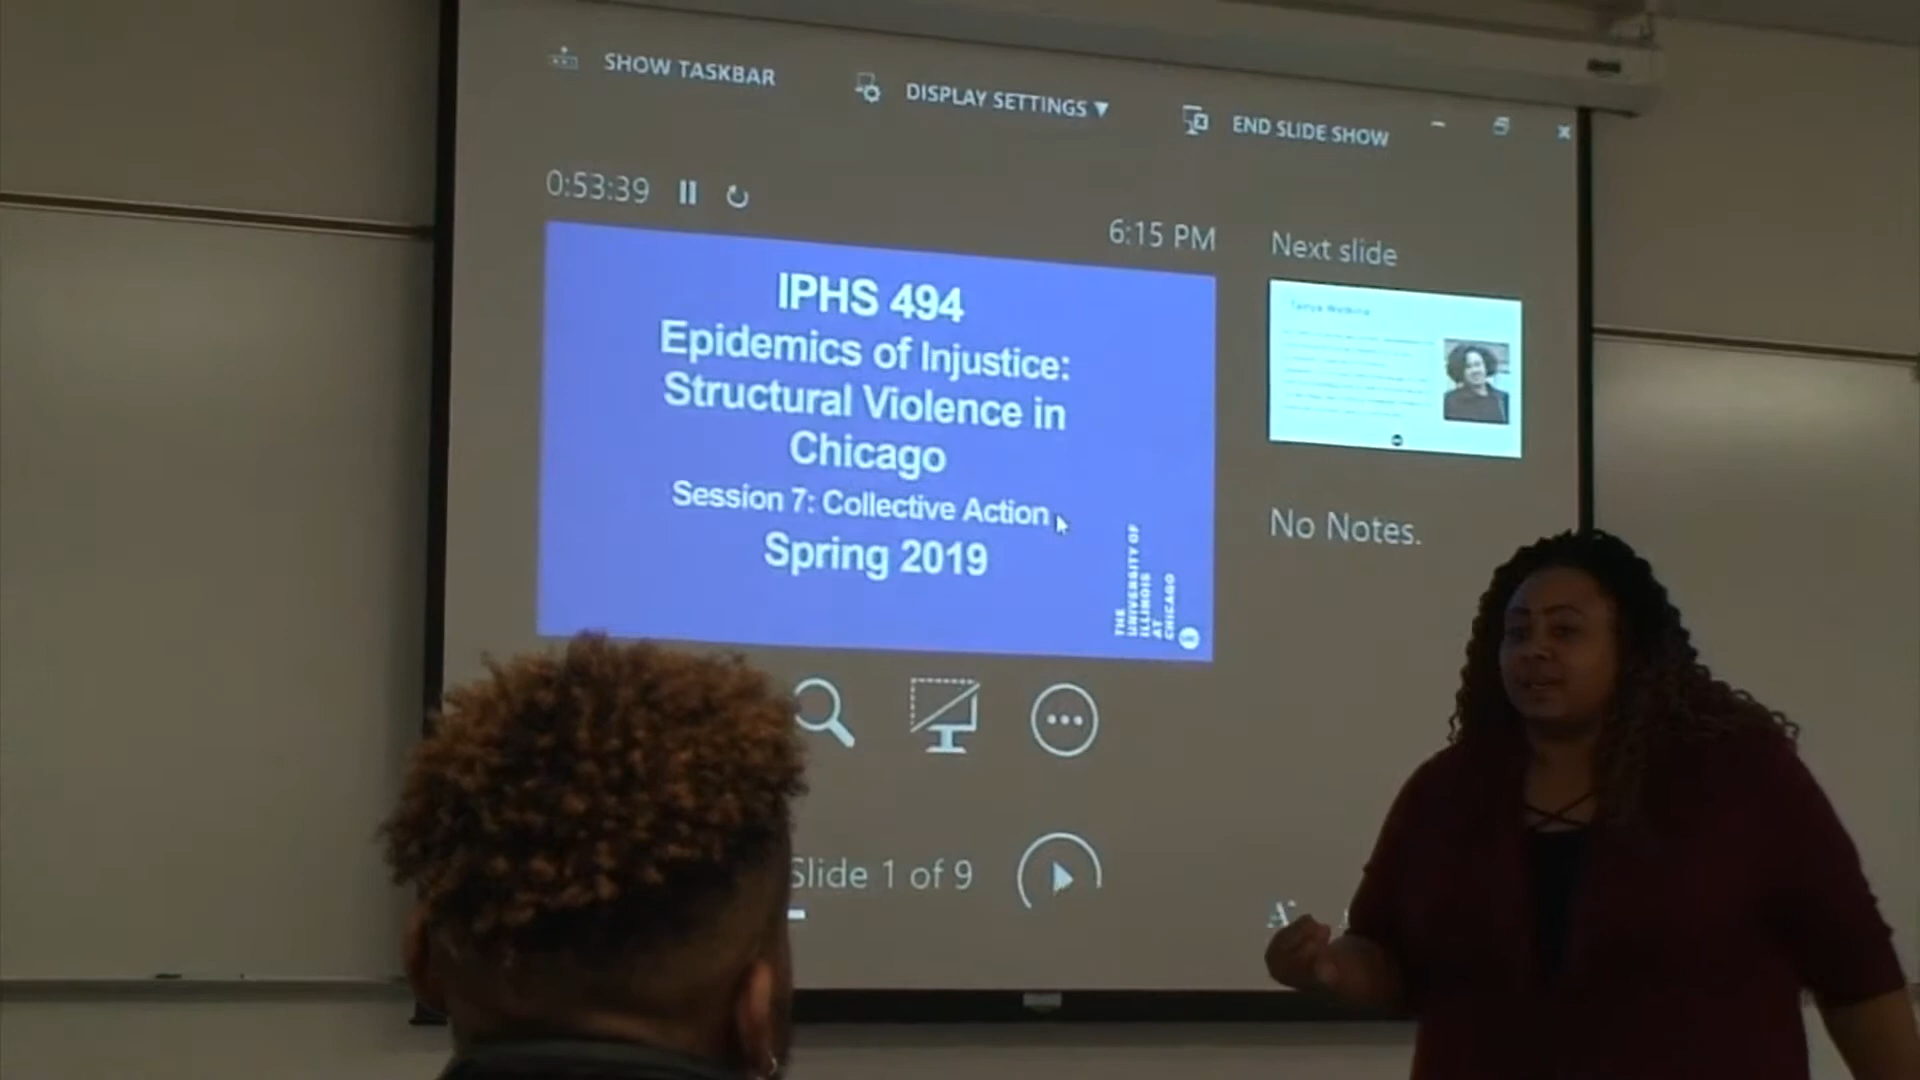 SHOW TASKBAR
DISPLAY SETTINGS ▼
END SLIDE SHOW
0:53:39
6:15 PM
Next slide
IPHS 494
Epidemics of Injustice:
Structural Violence in
Chicago
Session 7: Collective Action
Spring 2019
THE
UNIVERSITY OF
ILLINOIS
AT
CHICAGO
No Notes.
Slide 1 of 9